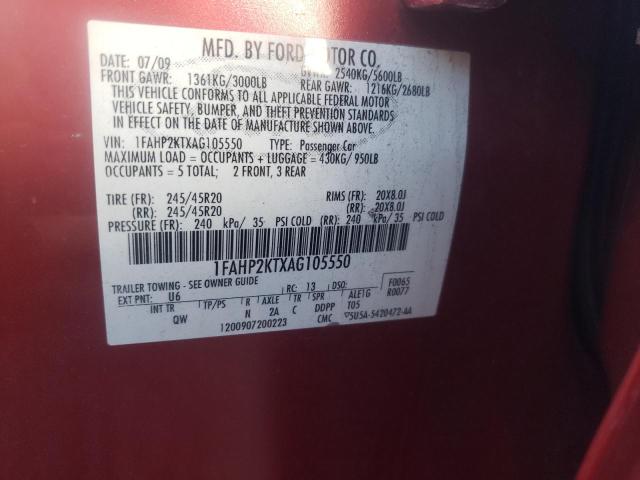 MFD. BY FORD MOTOR CO.
DATE: 07/09 GVWR: 2540KG/5600LB
FRONT GAWR: 1361KG/3000LB REAR GAWR: 1216KG/2680LB
THIS VEHICLE CONFORMS TO ALL APPLICABLE FEDERAL MOTOR
VEHICLE SAFETY, BUMPER, AND THEFT PREVENTION STANDARDS
IN EFFECT ON THE DATE OF MANUFACTURE SHOWN ABOVE.
VIN: 1FAHP2KTXAG105550 TYPE: Passenger Car
MAXIMUM LOAD = OCCUPANTS + LUGGAGE = 430KG/950LB
OCCUPANTS = 5 TOTAL; 2 FRONT, 3 REAR
TIRE (FR): 245/45R20 RIMS (FR): 20X8.0J
(RR): 245/45R20 (RR): 20X8.0J
PRESSURE (FR): 240 kPa/ 35 PSI COLD (RR): 240 kPa/ 35 PSI COLD
1FAHP2KTXAG105550
TRAILER TOWING - SEE OWNER GUIDE
EXT PNT: U6 RC: 13 DSO: F0065
R0077
INT TR TP/PS R AXLE TR SPR ALE1G
QW N 2A C DDPP T05
1200907200223 CMC 5U5A-5420472-AA